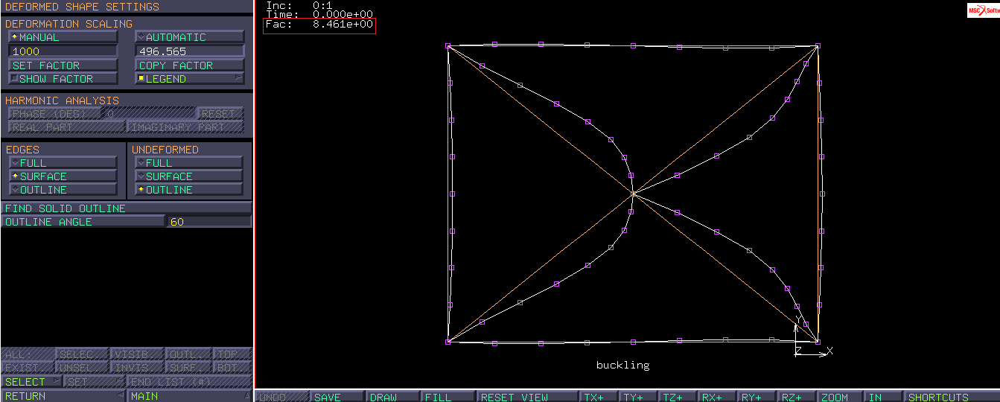 DEFORMED SHAPE SETTINGS
DEFORMATION SCALING
MANUAL
AUTOMATIC
1000
496.565
SET FACTOR
COPY FACTOR
SHOW FACTOR
LEGEND
HARMONIC ANALYSIS
PHASE (DEG)
0
RESET
REAL PART
IMAGINARY PART
EDGES
UNDEFORMED
FULL
FULL
SURFACE
SURFACE
OUTLINE
OUTLINE
FIND SOLID OUTLINE
OUTLINE ANGLE
60
ALL:
SELEC.
VISIB.
OUTL.
TOP
EXIST.
UNSEL.
INVIS.
SURF.
BOT.
SELECT
SET
END LIST (#)
RETURN
MAIN
Inc: 0:1
Time: 0.000e+00
Fac: 8.461e+00
MSC Softw
Y
Z X
buckling
UNDO
SAVE
DRAW
FILL
RESET VIEW
TX+
TY+
TZ+
RX+
RY+
RZ+
ZOOM
IN
SHORTCUTS